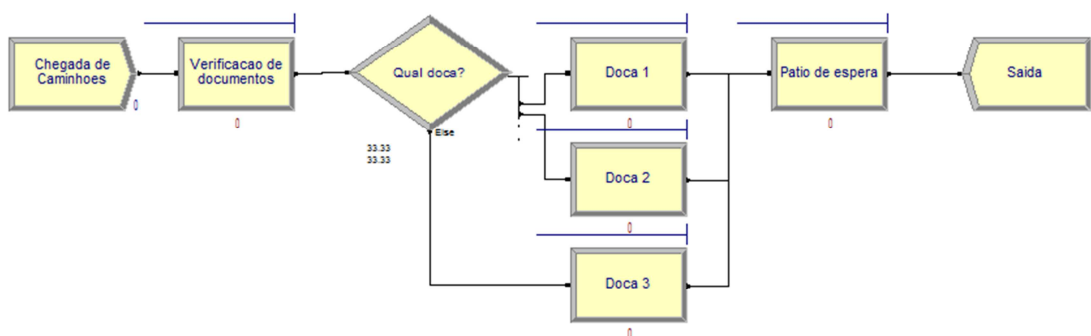 Chegada de
Caminhoes
0
Verificacao de
documentos
0
Qual doca?
Else
33.33
33.33
Doca 1
0
Doca 2
0
Doca 3
0
Patio de espera
0
Saida